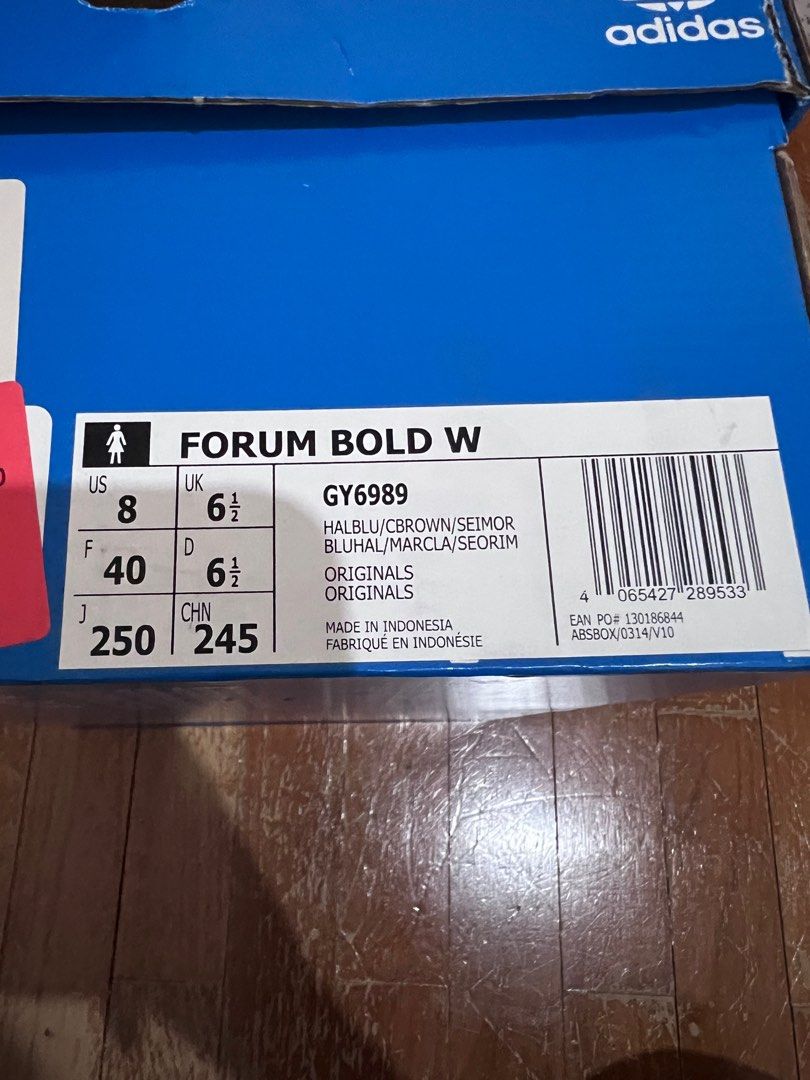 adidas
FORUM BOLD W
US 8
UK 6½
F 40
D 6½
J 250
CHN 245
GY6989
HALBLU/CBROWN/SEIMOR
BLUHAL/MARCLA/SEORIM
ORIGINALS
ORIGINALS
MADE IN INDONESIA
FABRIQUÉ EN INDONÉSIE
4 065427 289533
EAN PO# 130186844
ABSBOX/0314/V10